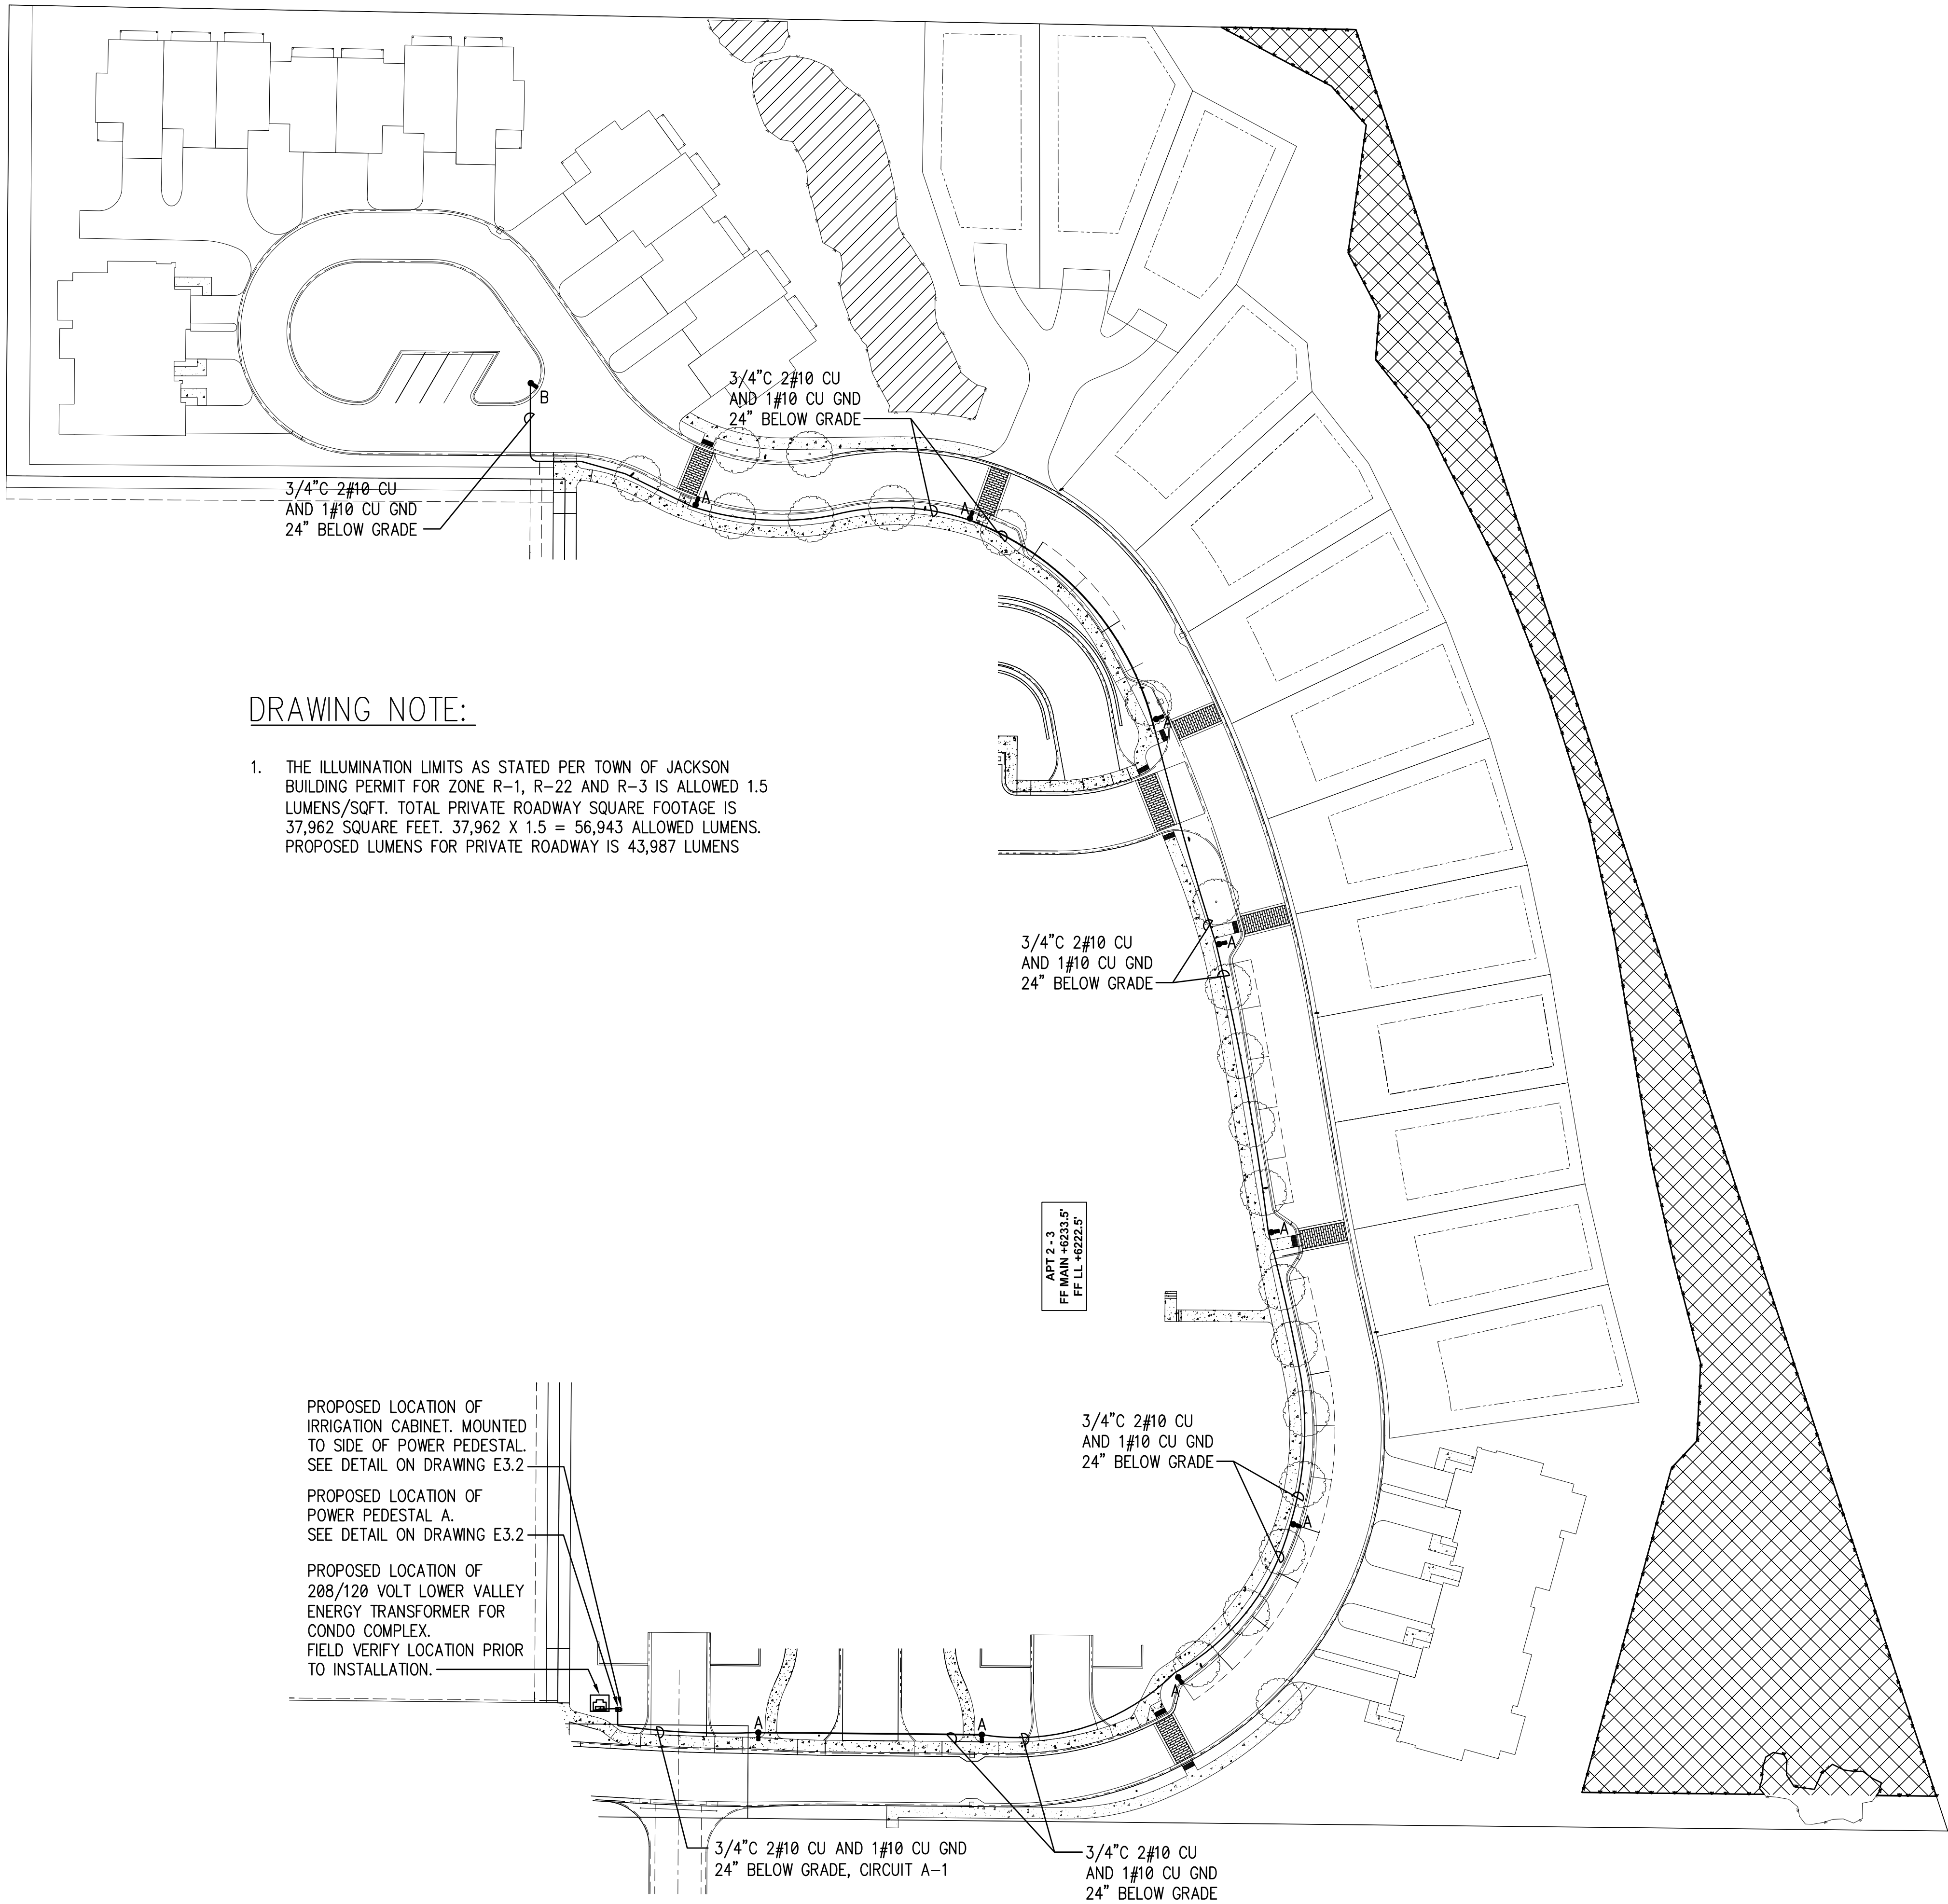 3/4"C 2#10 CU
AND 1#10 CU GND
24" BELOW GRADE
B
3/4"C 2#10 CU
AND 1#10 CU GND
24" BELOW GRADE
A
A
DRAWING NOTE:
1. THE ILLUMINATION LIMITS AS STATED PER TOWN OF JACKSON
BUILDING PERMIT FOR ZONE R-1, R-22 AND R-3 IS ALLOWED 1.5
LUMENS/SQFT. TOTAL PRIVATE ROADWAY SQUARE FOOTAGE IS
37,962 SQUARE FEET. 37,962 X 1.5 = 56,943 ALLOWED LUMENS.
PROPOSED LUMENS FOR PRIVATE ROADWAY IS 43,987 LUMENS
A
3/4"C 2#10 CU
AND 1#10 CU GND
24" BELOW GRADE
A
APT 2 - 3
FF MAIN +6233.5'
FF LL +6222.5'
A
PROPOSED LOCATION OF
IRRIGATION CABINET. MOUNTED
TO SIDE OF POWER PEDESTAL.
SEE DETAIL ON DRAWING E3.2
PROPOSED LOCATION OF
POWER PEDESTAL A.
SEE DETAIL ON DRAWING E3.2
PROPOSED LOCATION OF
208/120 VOLT LOWER VALLEY
ENERGY TRANSFORMER FOR
CONDO COMPLEX.
FIELD VERIFY LOCATION PRIOR
TO INSTALLATION.
3/4"C 2#10 CU
AND 1#10 CU GND
24" BELOW GRADE
A
A
A
A
3/4"C 2#10 CU AND 1#10 CU GND
24" BELOW GRADE, CIRCUIT A-1
3/4"C 2#10 CU
AND 1#10 CU GND
24" BELOW GRADE